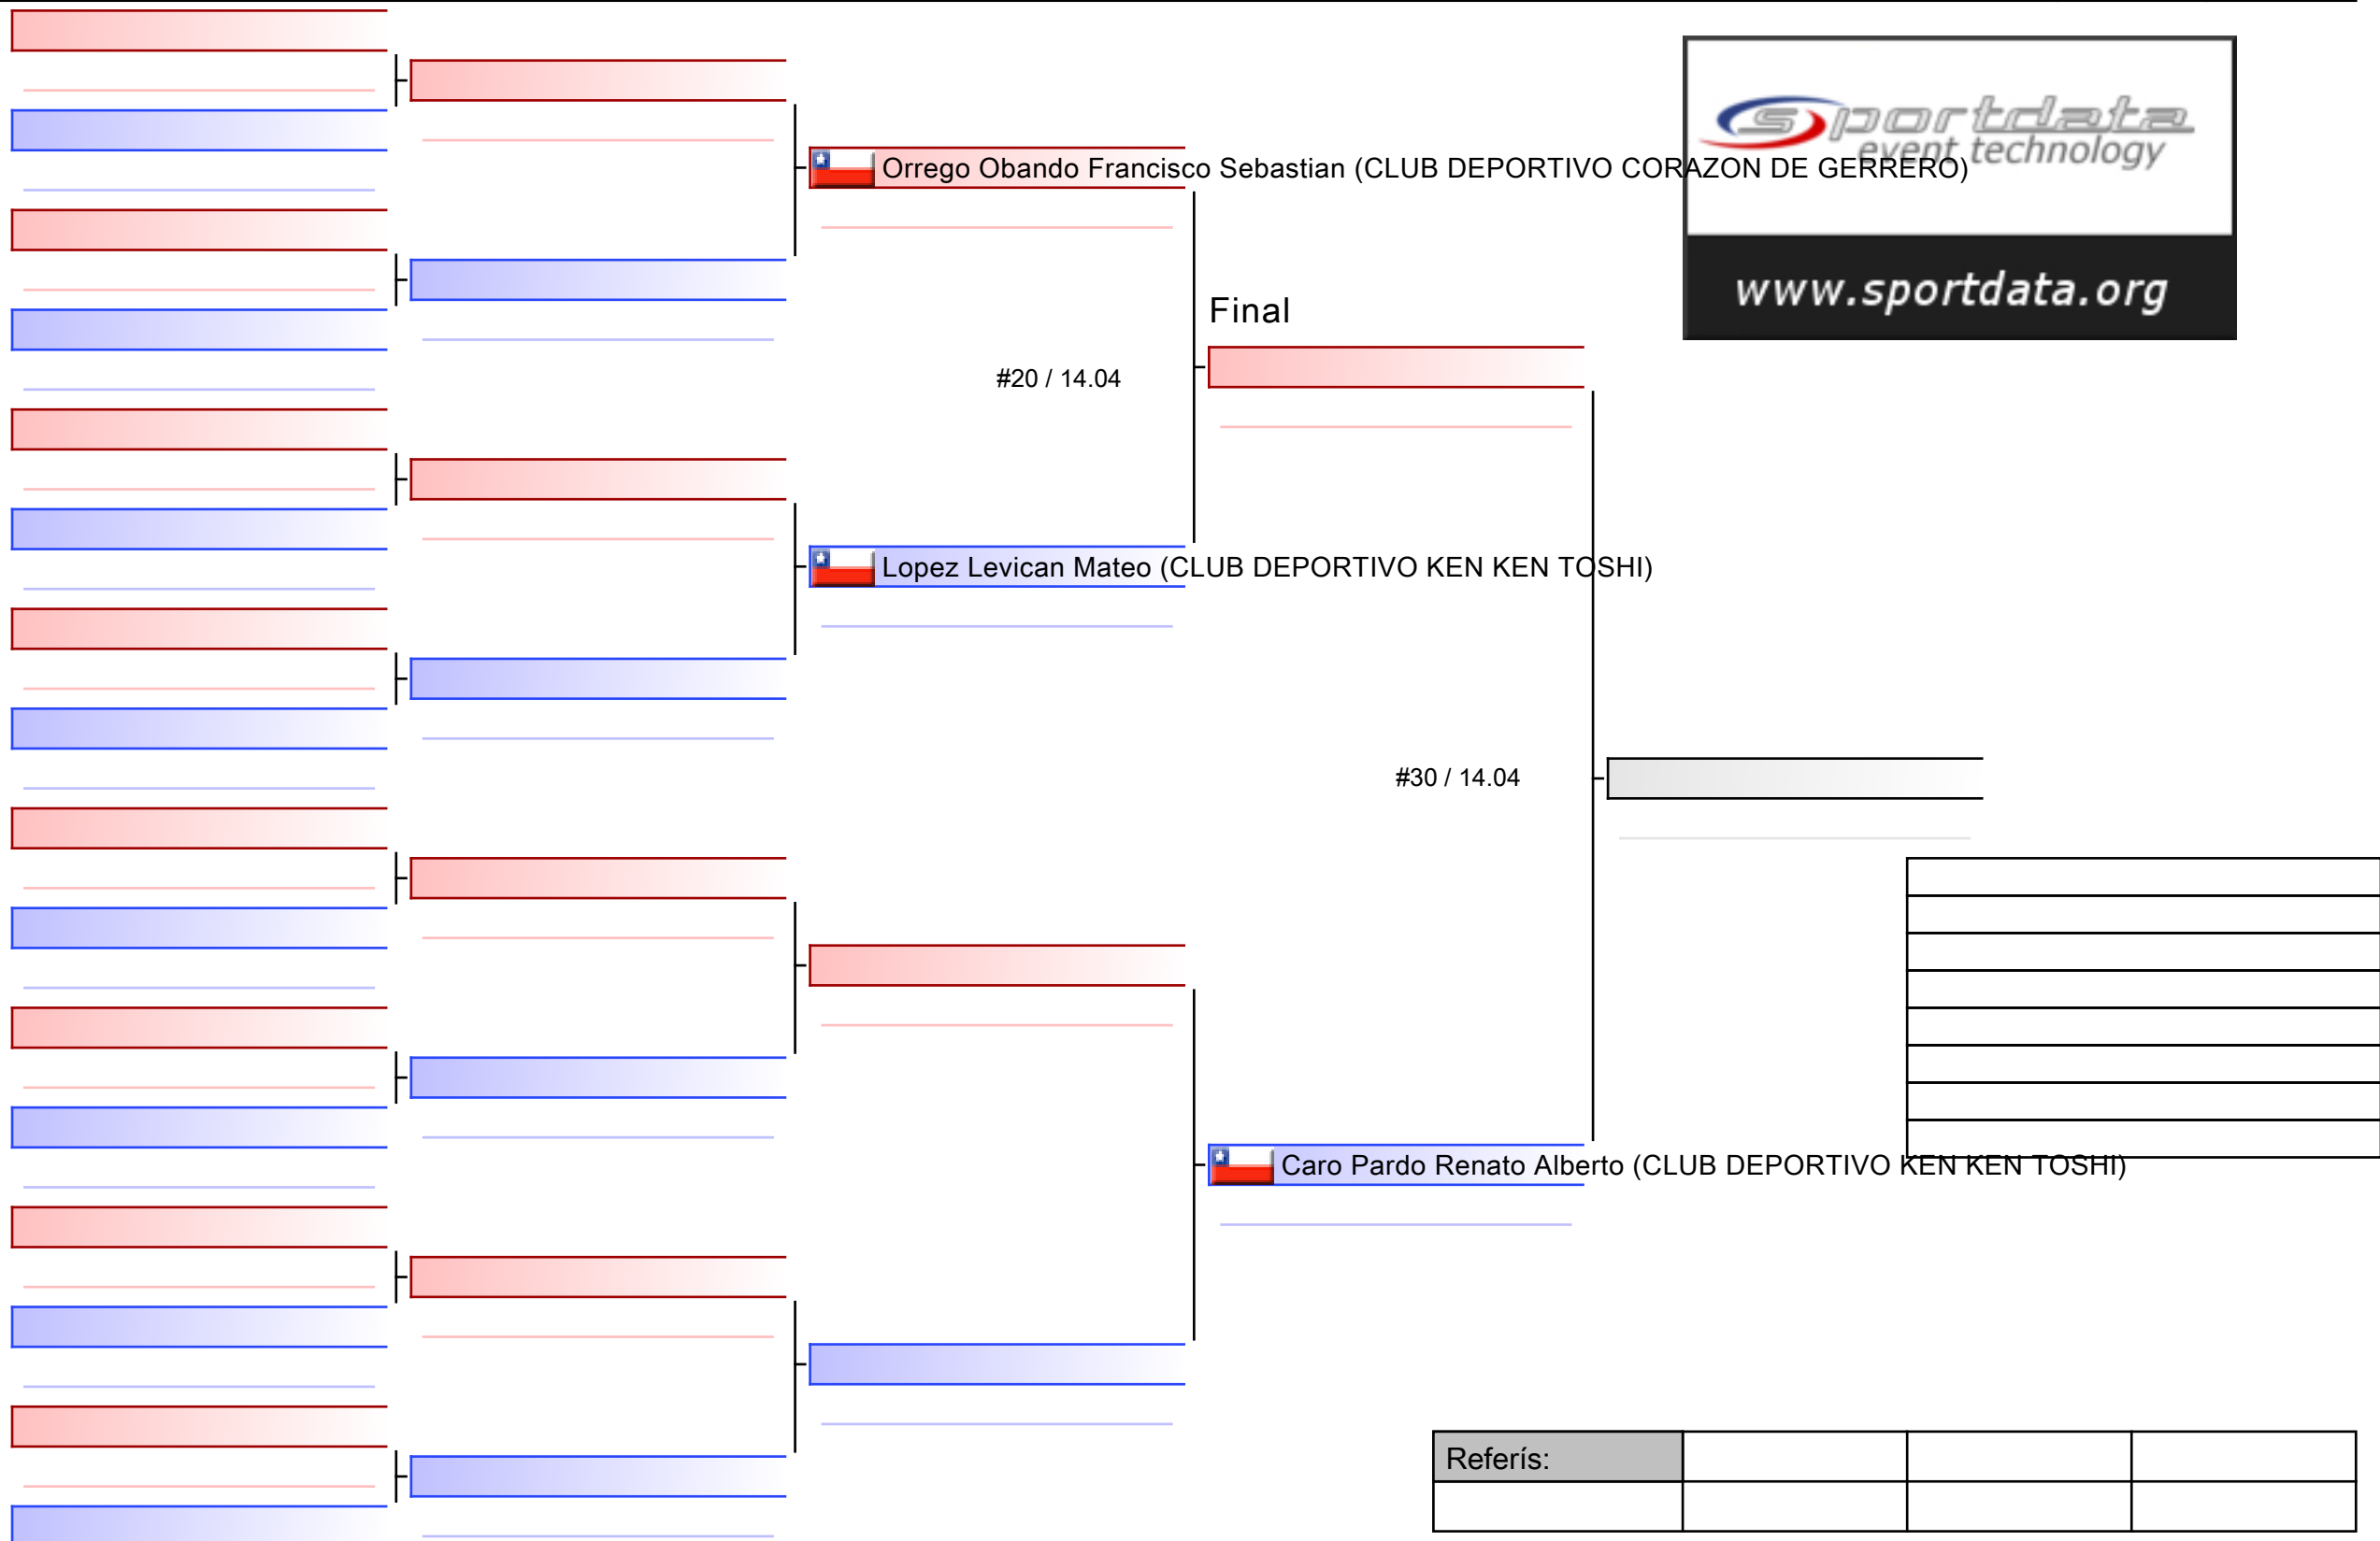 sportdata
event technology
Orrego Obando Francisco Sebastian (CLUB DEPORTIVO CORAZON DE GERRERO)
www.sportdata.org
Final
#20 / 14.04
Lopez Levican Mateo (CLUB DEPORTIVO KEN KEN TOSHI)
#30 / 14.04
Caro Pardo Renato Alberto (CLUB DEPORTIVO KEN KEN TOSHI)
Referís: